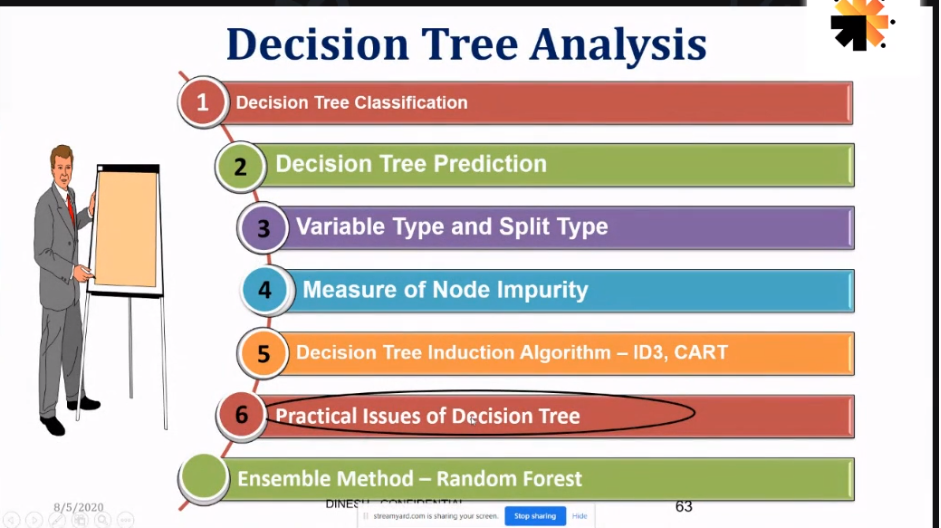 Decision Tree Analysis
1 Decision Tree Classification
2 Decision Tree Prediction
3 Variable Type and Split Type
4 Measure of Node Impurity
5 Decision Tree Induction Algorithm – ID3, CART
6 Practical Issues of Decision Tree
Ensemble Method – Random Forest
8/5/2020
63
streamyard.com is sharing your screen.
Stop sharing
Hide